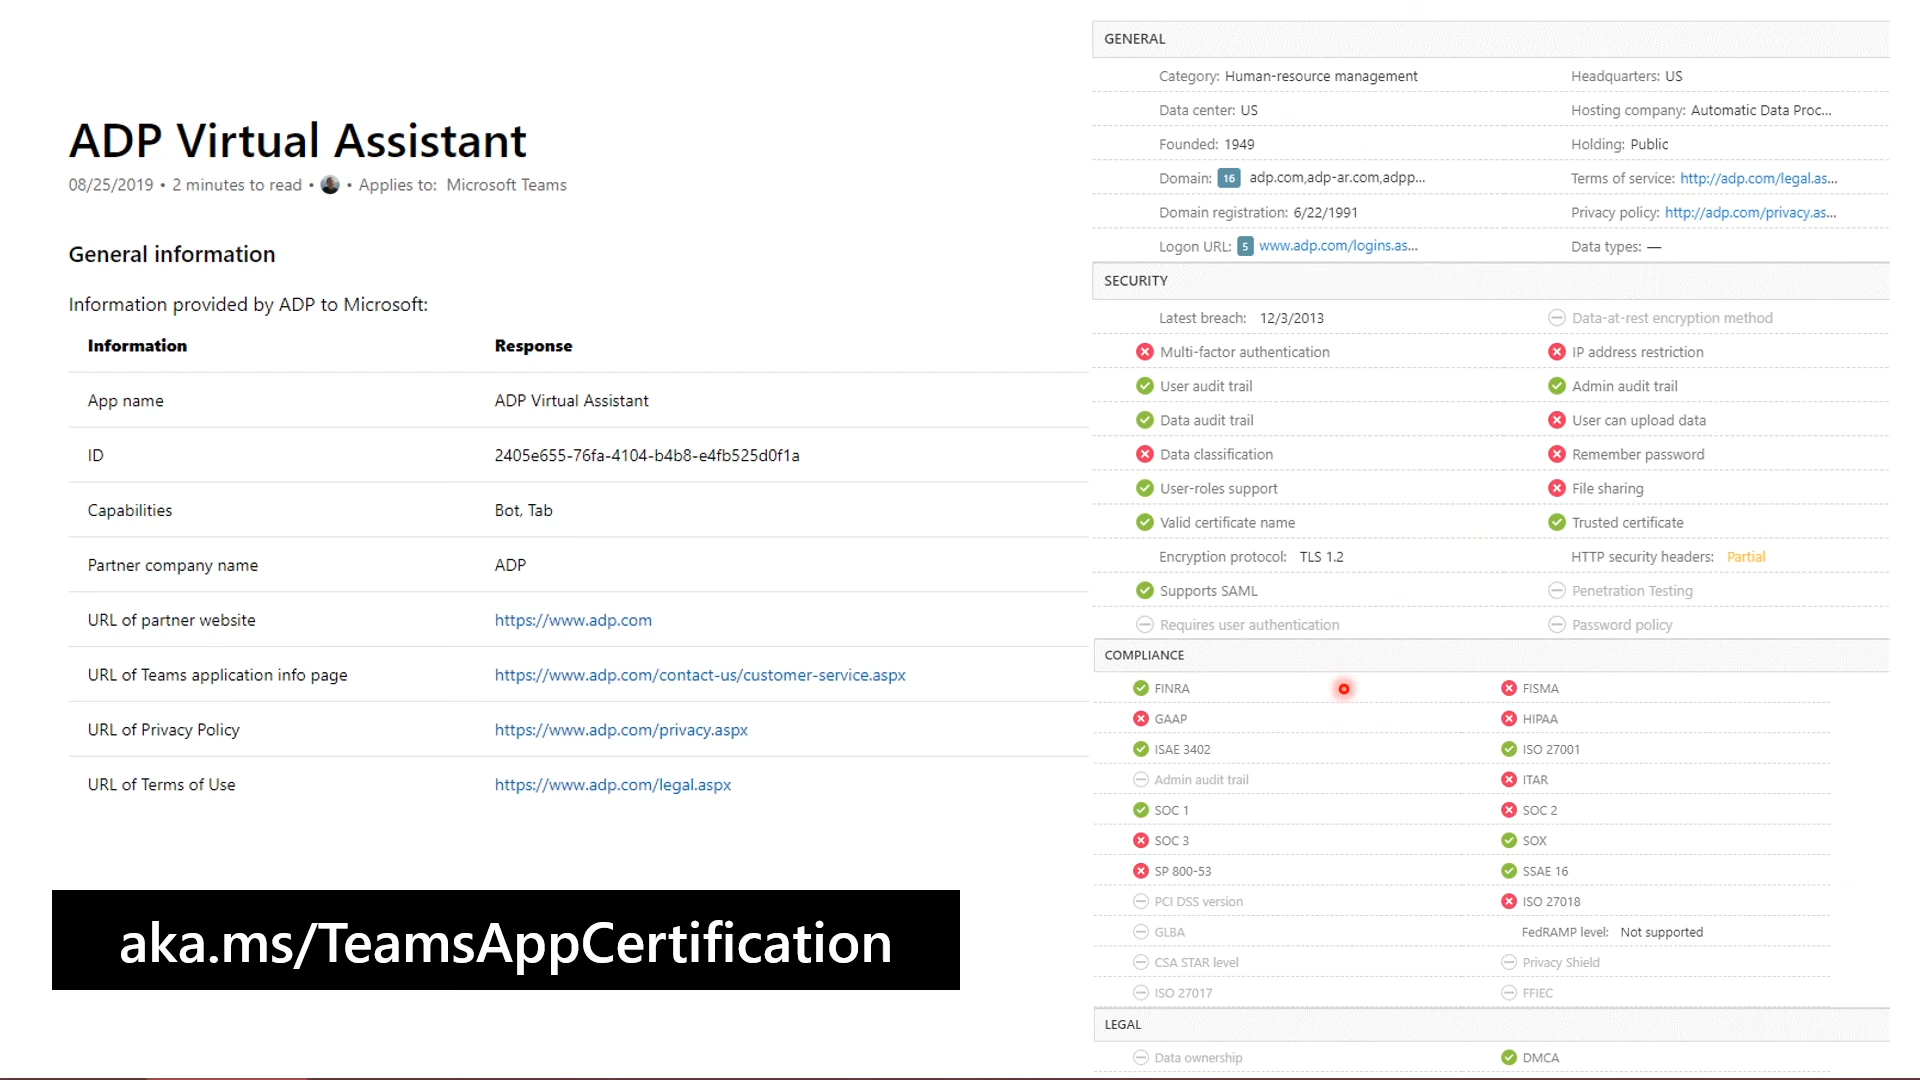 ADP Virtual Assistant
08/25/2019 • 2 minutes to read • • Applies to: Microsoft Teams
General information
Information provided by ADP to Microsoft:
Information Response
App name ADP Virtual Assistant
ID 2405e655-76fa-4104-b4b8-e4fb525d0f1a
Capabilities Bot, Tab
Partner company name ADP
URL of partner website https://www.adp.com
URL of Teams application info page https://www.adp.com/contact-us/customer-service.aspx
URL of Privacy Policy https://www.adp.com/privacy.aspx
URL of Terms of Use https://www.adp.com/legal.aspx
aka.ms/TeamsAppCertification
GENERAL
Category: Human-resource management Headquarters: US
Data center: US Hosting company: Automatic Data Proc...
Founded: 1949 Holding: Public
Domain: 16 adp.com,adp-ar.com,adpp... Terms of service: http://adp.com/legal.as...
Domain registration: 6/22/1991 Privacy policy: http://adp.com/privacy.as...
Logon URL: 5 www.adp.com/logins.as... Data types: —
SECURITY
Latest breach: 12/3/2013 Data-at-rest encryption method
Multi-factor authentication IP address restriction
User audit trail Admin audit trail
Data audit trail User can upload data
Data classification Remember password
User-roles support File sharing
Valid certificate name Trusted certificate
Encryption protocol: TLS 1.2 HTTP security headers: Partial
Supports SAML Penetration Testing
Requires user authentication Password policy
COMPLIANCE
FINRA FISMA
GAAP HIPAA
ISAE 3402 ISO 27001
Admin audit trail ITAR
SOC 1 SOC 2
SOC 3 SOX
SP 800-53 SSAE 16
PCI DSS version ISO 27018
GLBA FedRAMP level: Not supported
CSA STAR level Privacy Shield
ISO 27017 FFIEC
LEGAL
Data ownership DMCA